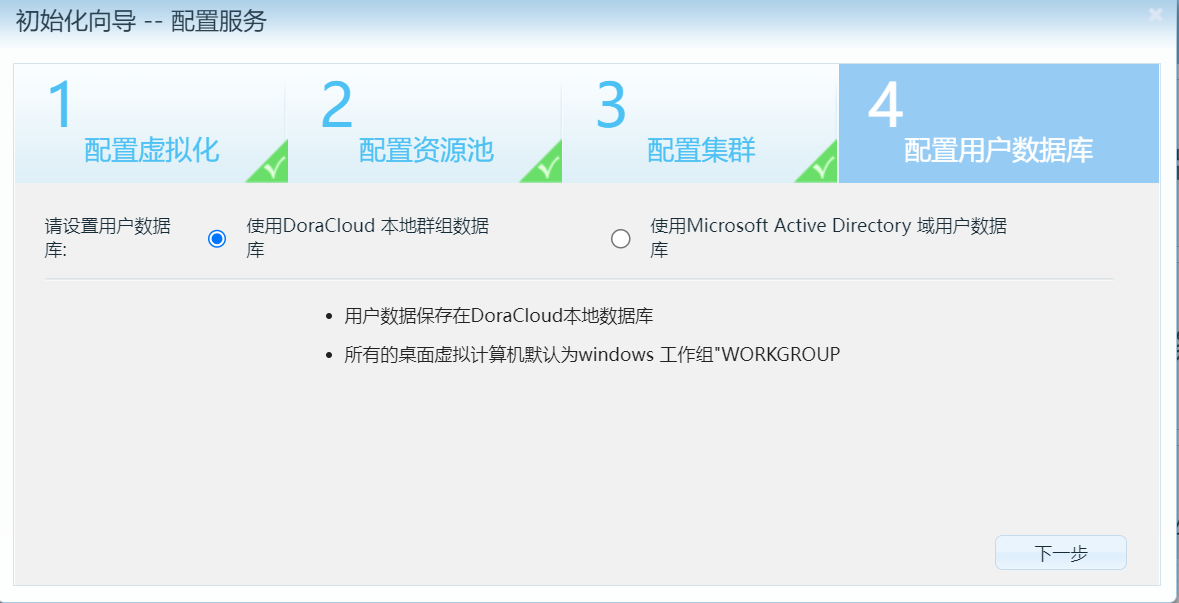 初始化向导 -- 配置服务
1
配置虚拟化
2
配置资源池
3
配置集群
4
配置用户数据库
请设置用户数据
库:
使用DoraCloud 本地群组数据
库
使用Microsoft Active Directory 域用户数据
库
用户数据保存在DoraCloud本地数据库
所有的桌面虚拟计算机默认为windows 工作组"WORKGROUP
下一步